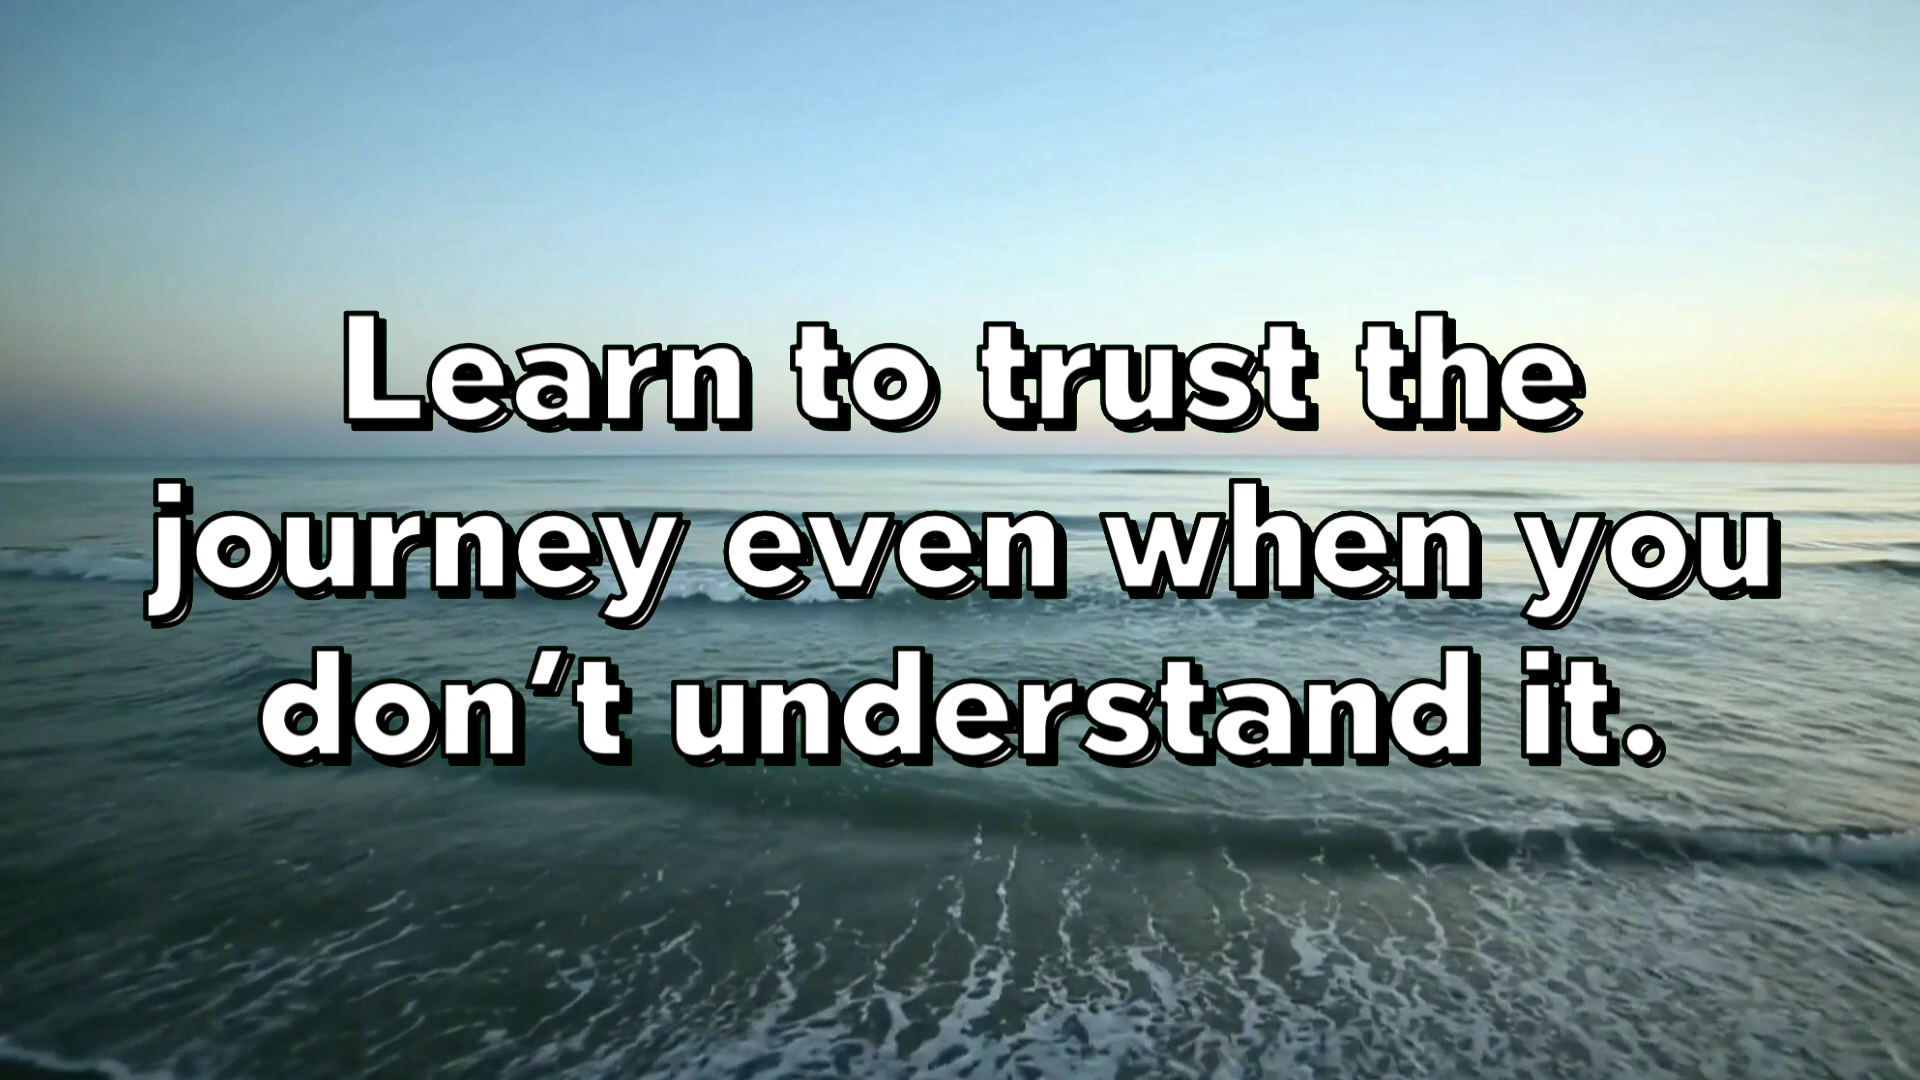 Learn to trust the
journey even when you
don’t understand it.